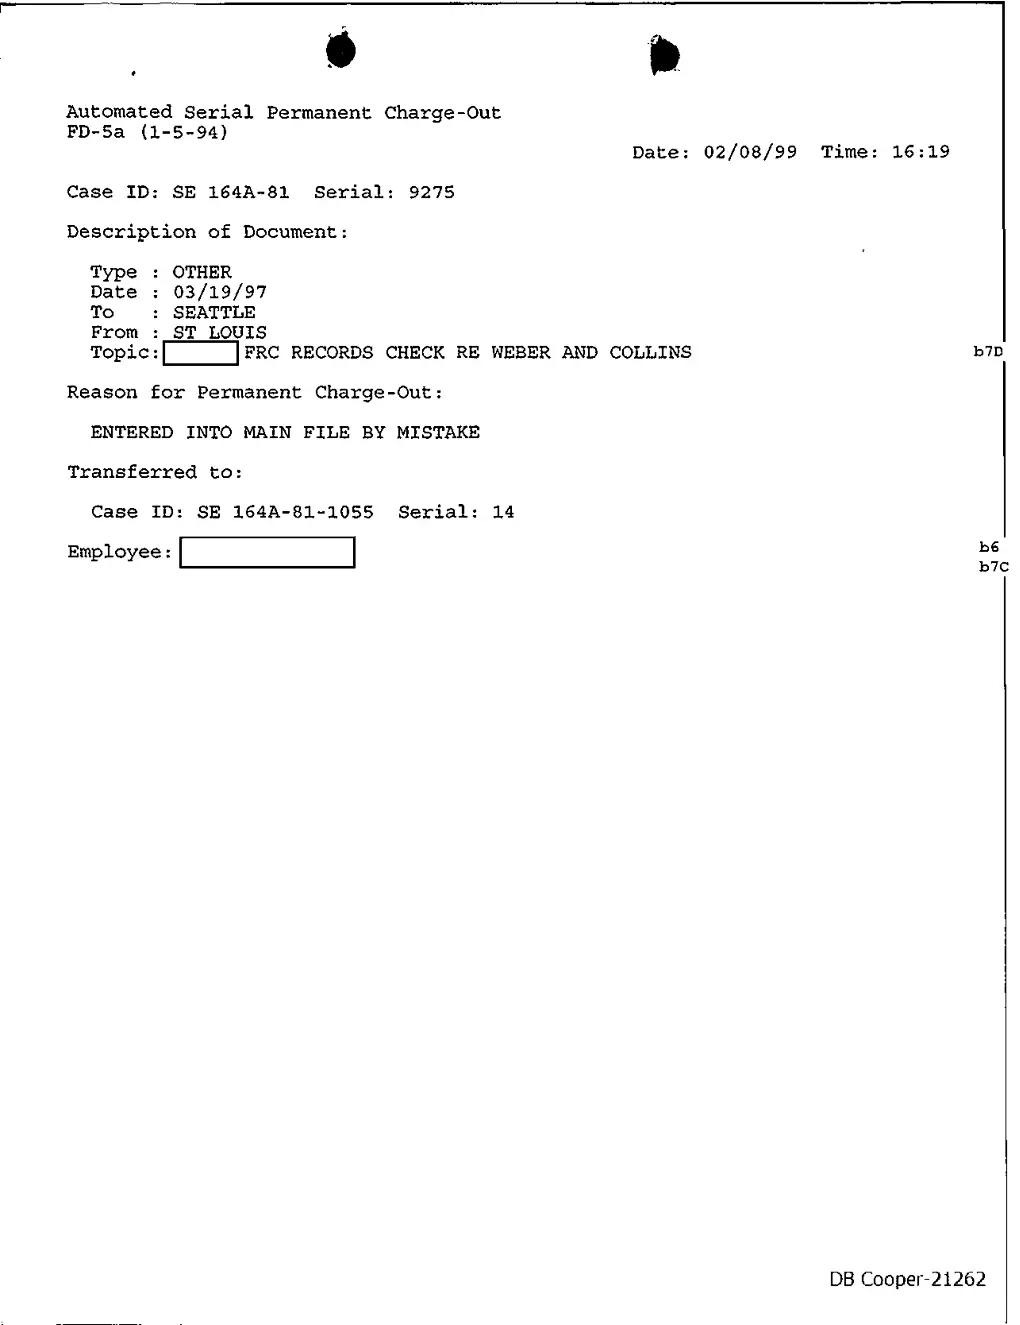 Automated Serial Permanent Charge-Out
FD-5a (1-5-94)
Date: 02/08/99 Time: 16:19
Case ID: SE 164A-81 Serial: 9275
Description of Document:
Type : OTHER
Date : 03/19/97
To : SEATTLE
From : ST LOUIS
Topic: FRC RECORDS CHECK RE WEBER AND COLLINS b7D
Reason for Permanent Charge-Out:
ENTERED INTO MAIN FILE BY MISTAKE
Transferred to:
Case ID: SE 164A-81-1055 Serial: 14
Employee: b6
b7C
DB Cooper-21262